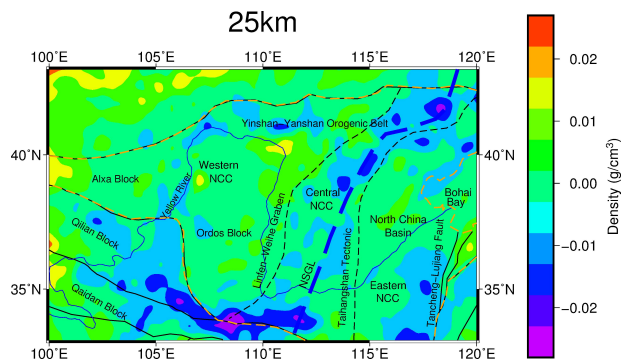 25km
100˚E 105˚E 110˚E 115˚E 120˚E
Yinshan–Yanshan Orogenic Belt
40˚N 40˚N
Western
NCC
Alxa Block
Yellow River
Central
NCC
Bohai
Bay
Qilian Block
Ordos Block
Linfen–Weihe Graben
North China
Basin
NSGL
Taihangshan Tectonic
Tancheng–Lujiang Fault
Eastern
NCC
35˚N 35˚N
Qaidam Block
100˚E 105˚E 110˚E 115˚E 120˚E
0.02
0.01
0.00
−0.01
−0.02
Density (g/cm³)